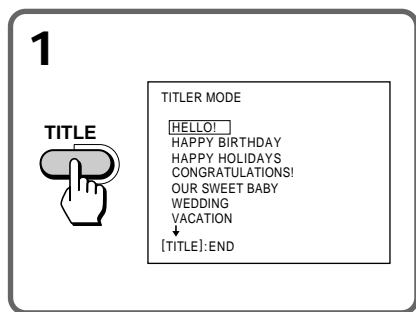 1
TITLE
TITLER MODE
HELLO!
HAPPY BIRTHDAY
HAPPY HOLIDAYS
CONGRATULATIONS!
OUR SWEET BABY
WEDDING
VACATION
[TITLE]:END